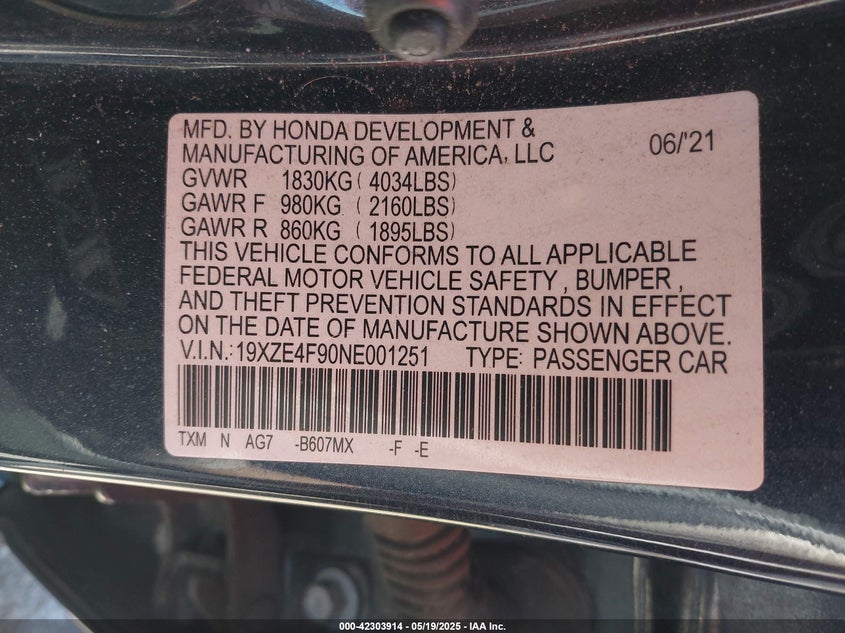 MFD. BY HONDA DEVELOPMENT &
MANUFACTURING OF AMERICA, LLC 06/'21
GVWR 1830KG ( 4034LBS)
GAWR F 980KG ( 2160LBS)
GAWR R 860KG ( 1895LBS)
THIS VEHICLE CONFORMS TO ALL APPLICABLE
FEDERAL MOTOR VEHICLE SAFETY , BUMPER ,
AND THEFT PREVENTION STANDARDS IN EFFECT
ON THE DATE OF MANUFACTURE SHOWN ABOVE.
V.I.N.: 19XZE4F90NE001251 TYPE: PASSENGER CAR
TXM N AG7 -B607MX -F -E
000-42303914 - 05/19/2025 - IAA Inc.